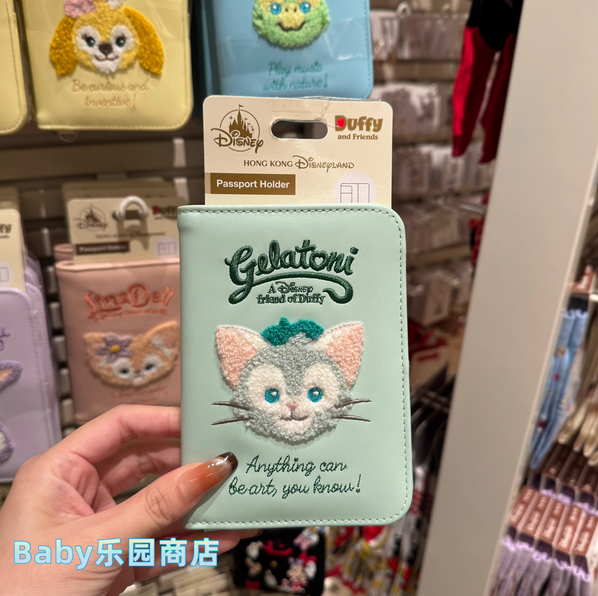 Be curious and
inventive!
Play music
with nature!
Disney
Duffy
and Friends
HONG KONG Disneyland
Passport Holder
Gelatoni
A Disney
friend of Duffy
Anything can
be art, you know!
Disney
Passport Holder
LinaBell
Baby乐园商店